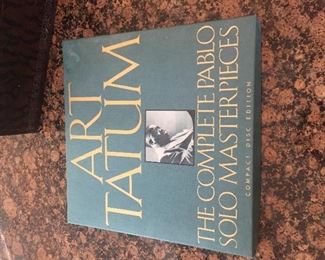 ART
TATUM
THE COMPLETE PABLO
SOLO MASTERPIECES
COMPACT DISC EDITION